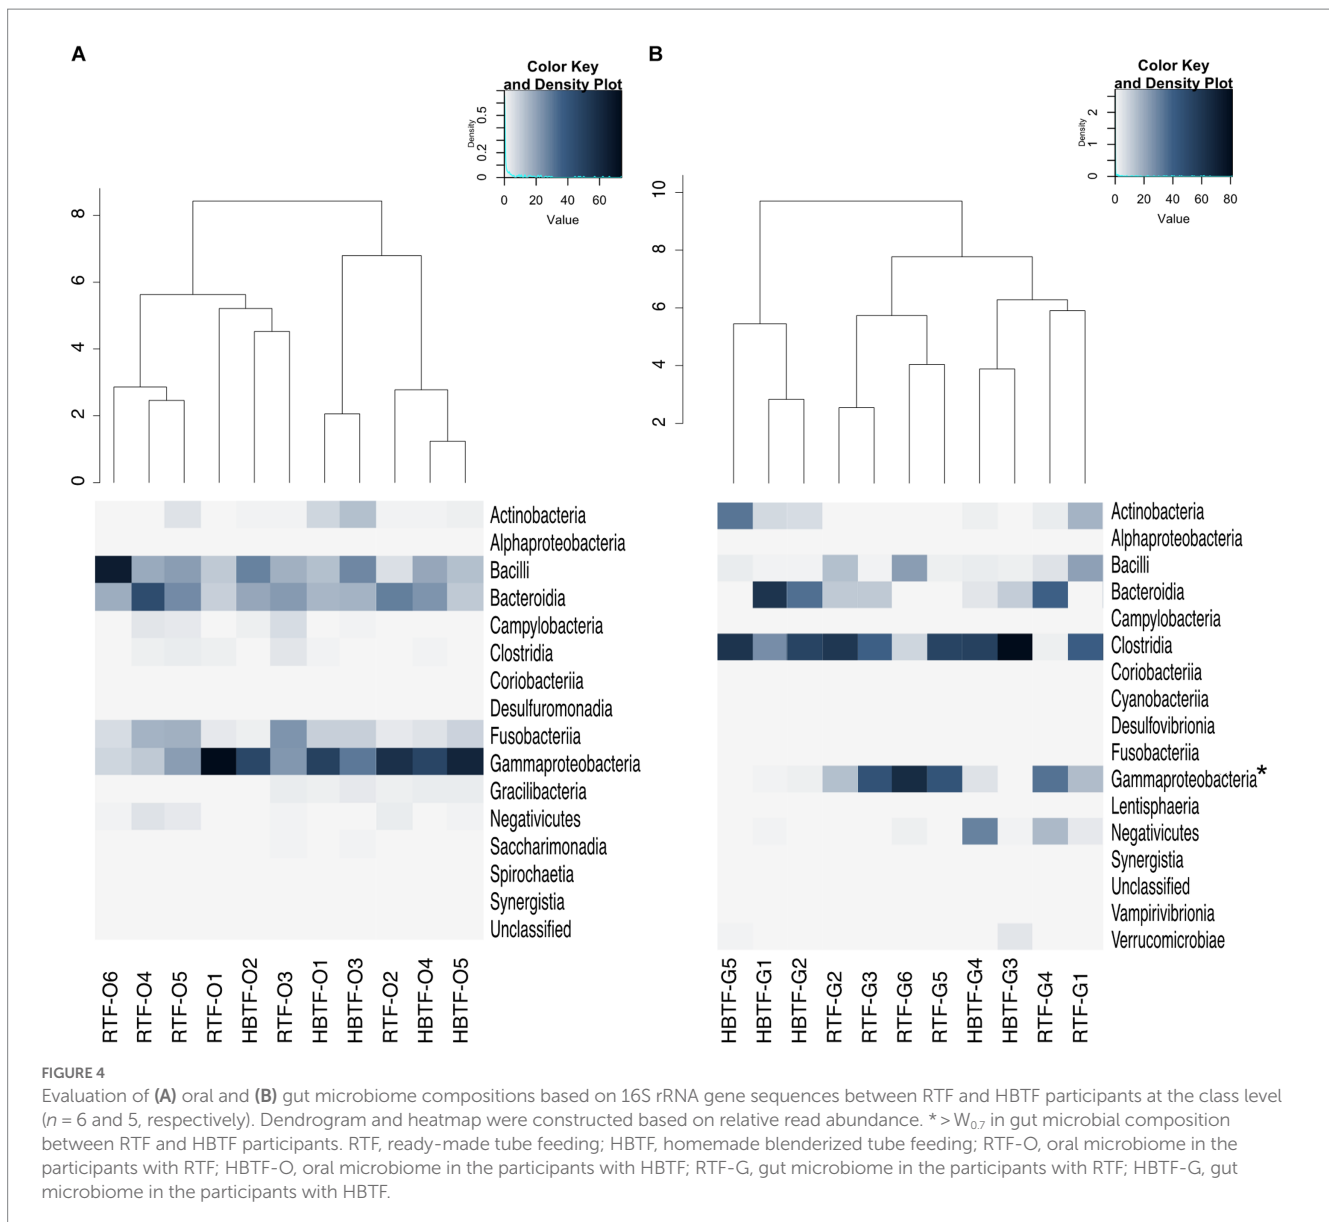 A
Color Key
and Density Plot
Density
0 0.2 0.5
0 20 40 60
Value
0 2 4 6 8
Actinobacteria
Alphaproteobacteria
Bacilli
Bacteroidia
Campylobacteria
Clostridia
Coriobacteriia
Desulfuromonadia
Fusobacteriia
Gammaproteobacteria
Gracilibacteria
Negativicutes
Saccharimonadia
Spirochaetia
Synergistia
Unclassified
RTF-O6
RTF-O4
RTF-O5
RTF-O1
HBTF-O2
RTF-O3
HBTF-O1
HBTF-O3
RTF-O2
HBTF-O4
HBTF-O5
B
Color Key
and Density Plot
Density
0 1 2
0 20 40 60 80
Value
2 4 6 8 10
Actinobacteria
Alphaproteobacteria
Bacilli
Bacteroidia
Campylobacteria
Clostridia
Coriobacteriia
Cyanobacteriia
Desulfovibrionia
Fusobacteriia
Gammaproteobacteria*
Lentisphaeria
Negativicutes
Synergistia
Unclassified
Vampirivibrionia
Verrucomicrobiae
HBTF-G5
HBTF-G1
HBTF-G2
RTF-G2
RTF-G3
RTF-G6
RTF-G5
HBTF-G4
HBTF-G3
RTF-G4
RTF-G1
FIGURE 4
Evaluation of (A) oral and (B) gut microbiome compositions based on 16S rRNA gene sequences between RTF and HBTF participants at the class level
(n = 6 and 5, respectively). Dendrogram and heatmap were constructed based on relative read abundance. * > W0.7 in gut microbial composition
between RTF and HBTF participants. RTF, ready-made tube feeding; HBTF, homemade blenderized tube feeding; RTF-O, oral microbiome in the
participants with RTF; HBTF-O, oral microbiome in the participants with HBTF; RTF-G, gut microbiome in the participants with RTF; HBTF-G, gut
microbiome in the participants with HBTF.